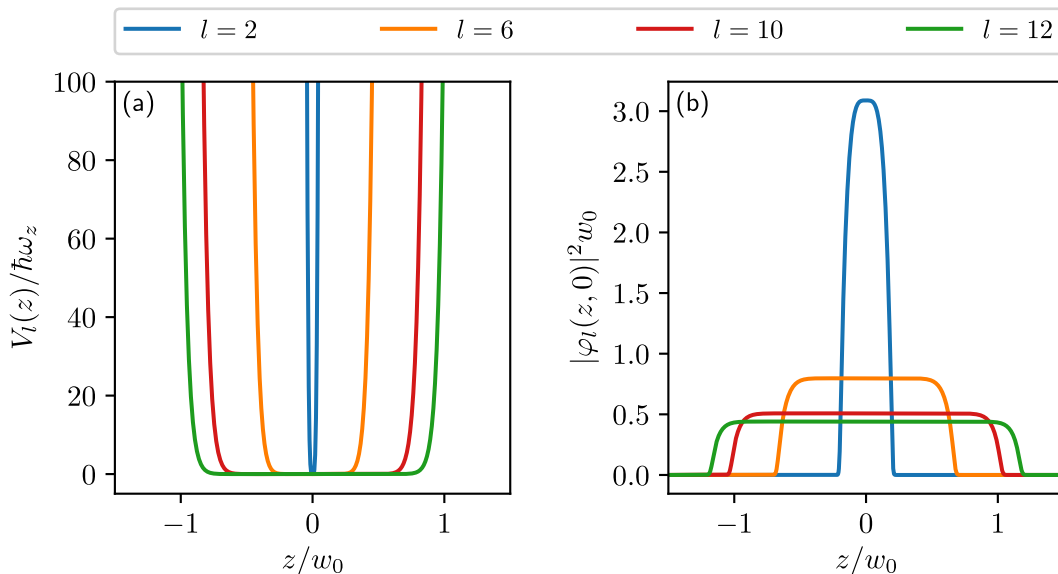 l = 2 l = 6 l = 10 l = 12
(a)
V_l(z)/ħω_z
100
80
60
40
20
0
−1 0 1
z/w_0
(b)
|φ_l(z, 0)|^2 w_0
3.0
2.5
2.0
1.5
1.0
0.5
0.0
−1 0 1
z/w_0